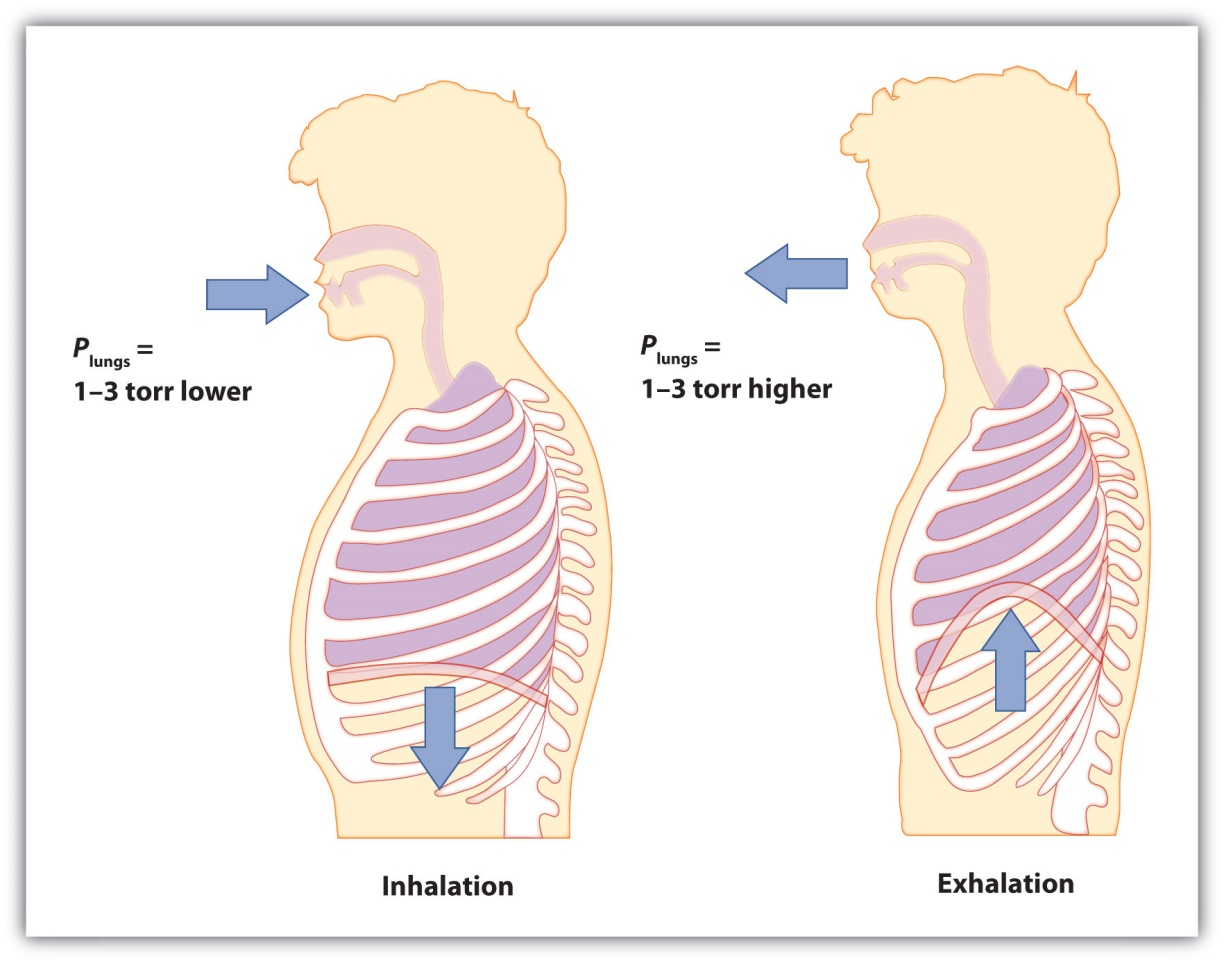 P lungs =
1–3 torr lower
Inhalation
P lungs =
1–3 torr higher
Exhalation